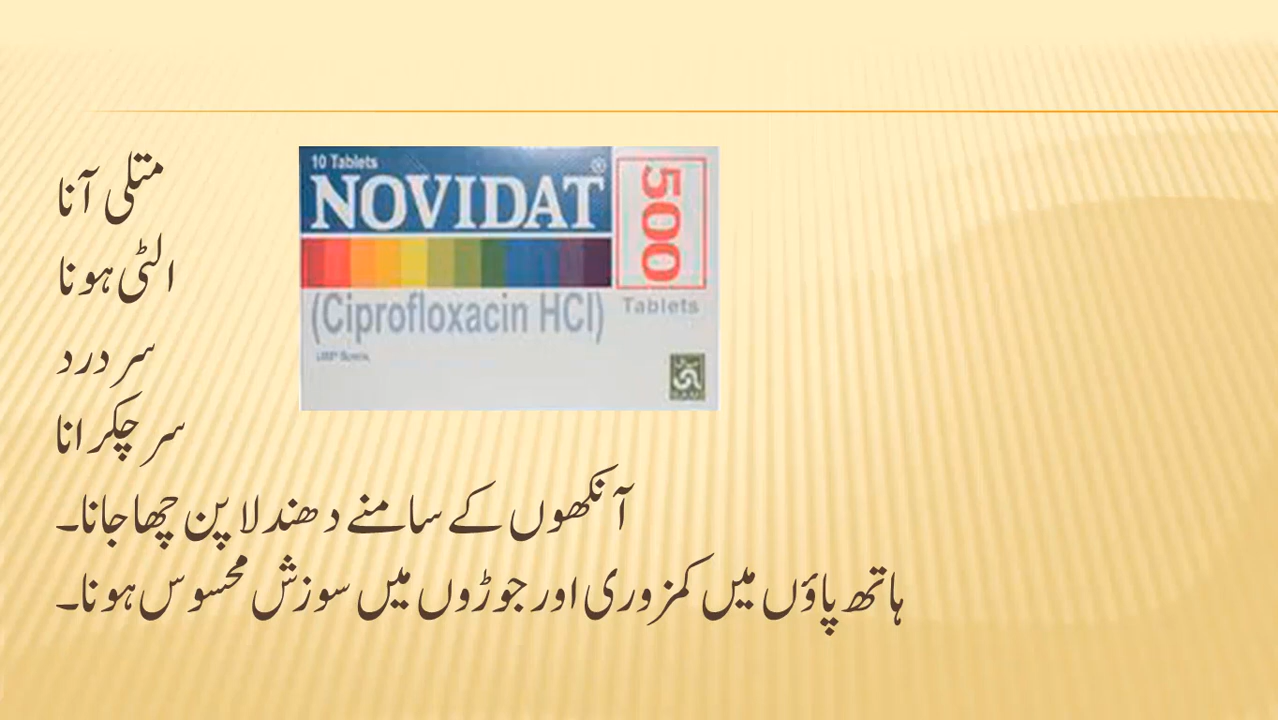 متلی آنا
10 Tablets
NOVIDAT®
500
Tablets
(Ciprofloxacin HCl)
الٹی ہونا
سر درد
سر چکرانا
آنکھوں کے سامنے دھندلا پن چھا جانا۔
ہاتھ پاؤں میں کمزوری اور جوڑوں میں سوزش محسوس ہونا۔